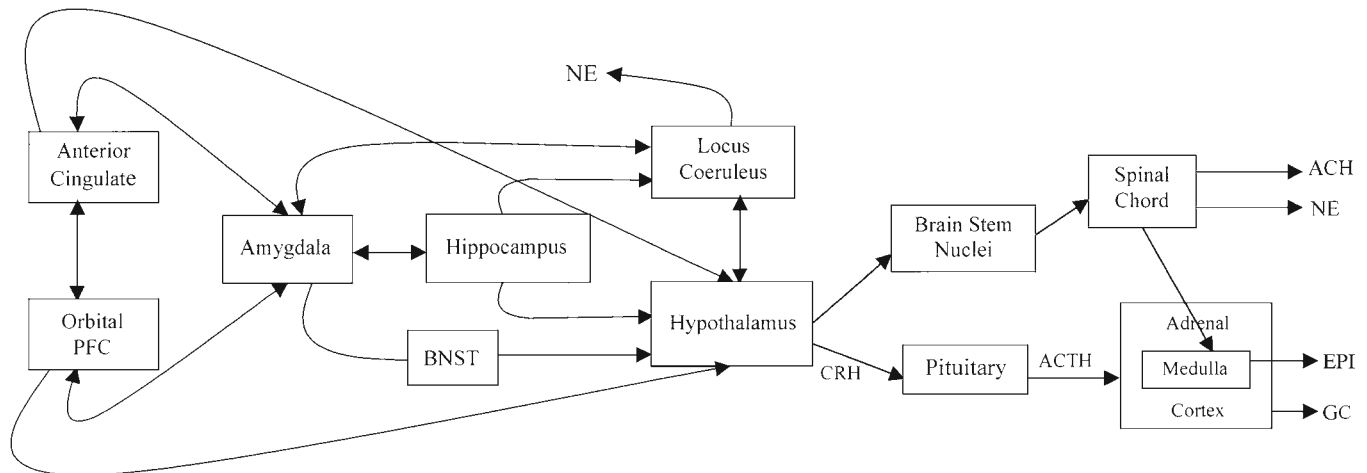 NE
Anterior
Cingulate
Locus
Coeruleus
Spinal
Chord
ACH
NE
Amygdala
Hippocampus
Brain Stem
Nuclei
Orbital
PFC
BNST
Hypothalamus
CRH
Pituitary
ACTH
Adrenal
Medulla
Cortex
EPI
GC